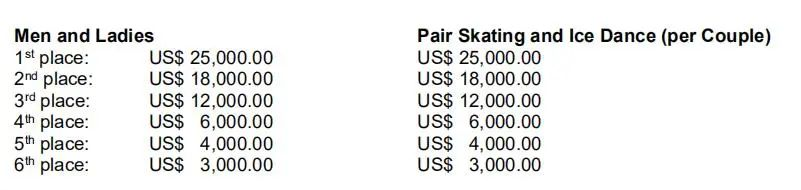 Men and Ladies Pair Skating and Ice Dance (per Couple)
1st place: US$ 25,000.00 US$ 25,000.00
2nd place: US$ 18,000.00 US$ 18,000.00
3rd place: US$ 12,000.00 US$ 12,000.00
4th place: US$ 6,000.00 US$ 6,000.00
5th place: US$ 4,000.00 US$ 4,000.00
6th place: US$ 3,000.00 US$ 3,000.00